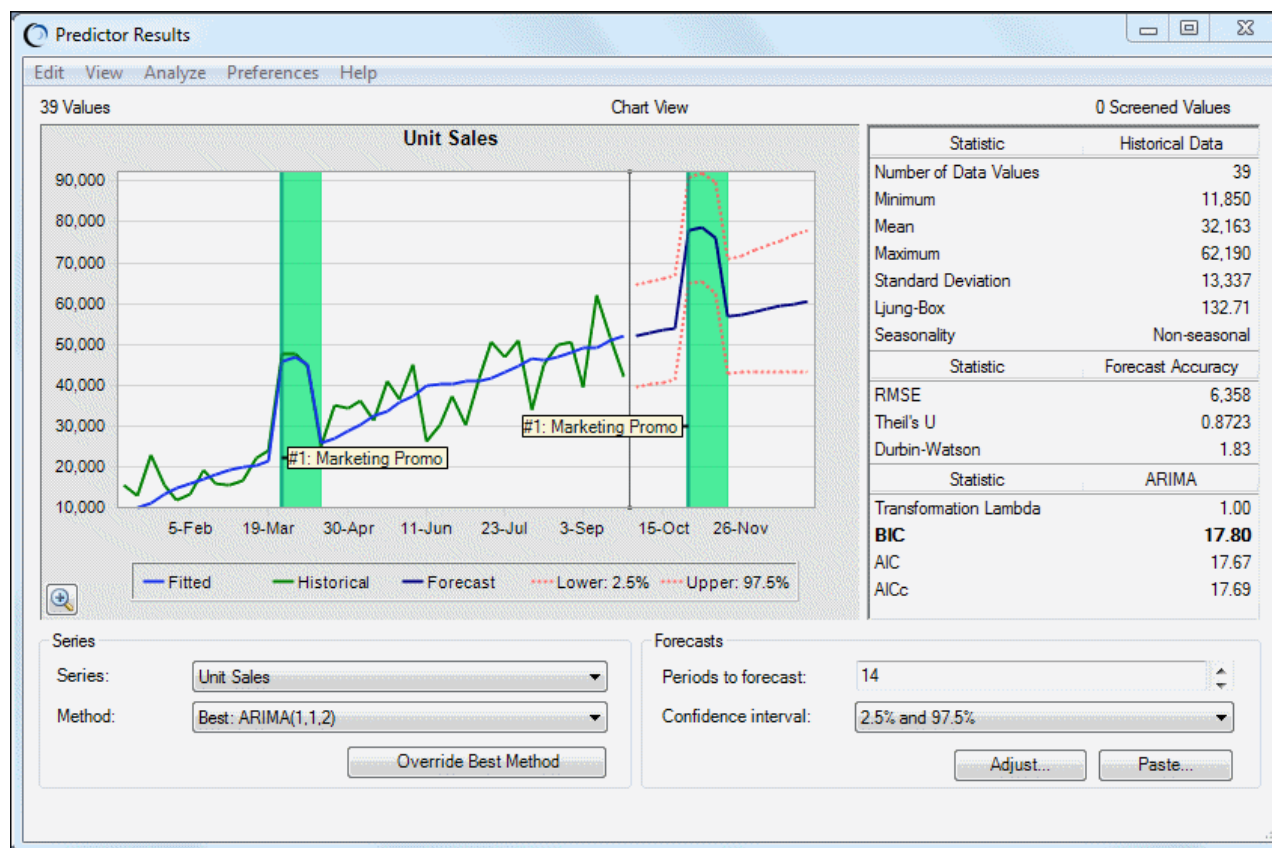 Predictor Results
Edit View Analyze Preferences Help
39 Values Chart View 0 Screened Values
Unit Sales
90,000
80,000
70,000
60,000
50,000
40,000
30,000
20,000
10,000
#1: Marketing Promo
#1: Marketing Promo
5-Feb 19-Mar 30-Apr 11-Jun 23-Jul 3-Sep 15-Oct 26-Nov
Fitted Historical Forecast Lower: 2.5% Upper: 97.5%
Statistic Historical Data
Number of Data Values 39
Minimum 11,850
Mean 32,163
Maximum 62,190
Standard Deviation 13,337
Ljung-Box 132.71
Seasonality Non-seasonal
Statistic Forecast Accuracy
RMSE 6,358
Theil's U 0.8723
Durbin-Watson 1.83
Statistic ARIMA
Transformation Lambda 1.00
BIC 17.80
AIC 17.67
AICc 17.69
Series
Series: Unit Sales
Method: Best: ARIMA(1,1,2)
Override Best Method
Forecasts
Periods to forecast: 14
Confidence interval: 2.5% and 97.5%
Adjust... Paste...